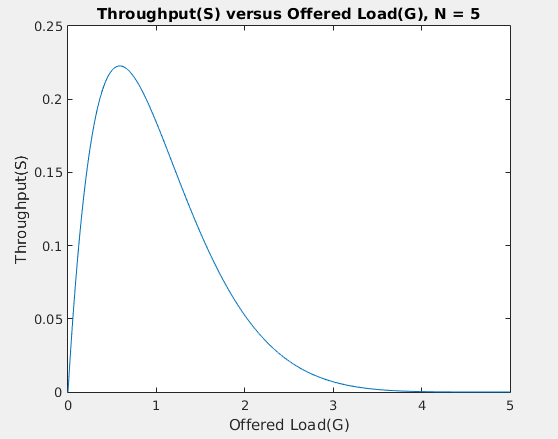 Throughput(S) versus Offered Load(G), N = 5
0.25
0.2
0.15
0.1
0.05
0
Throughput(S)
0 1 2 3 4 5
Offered Load(G)